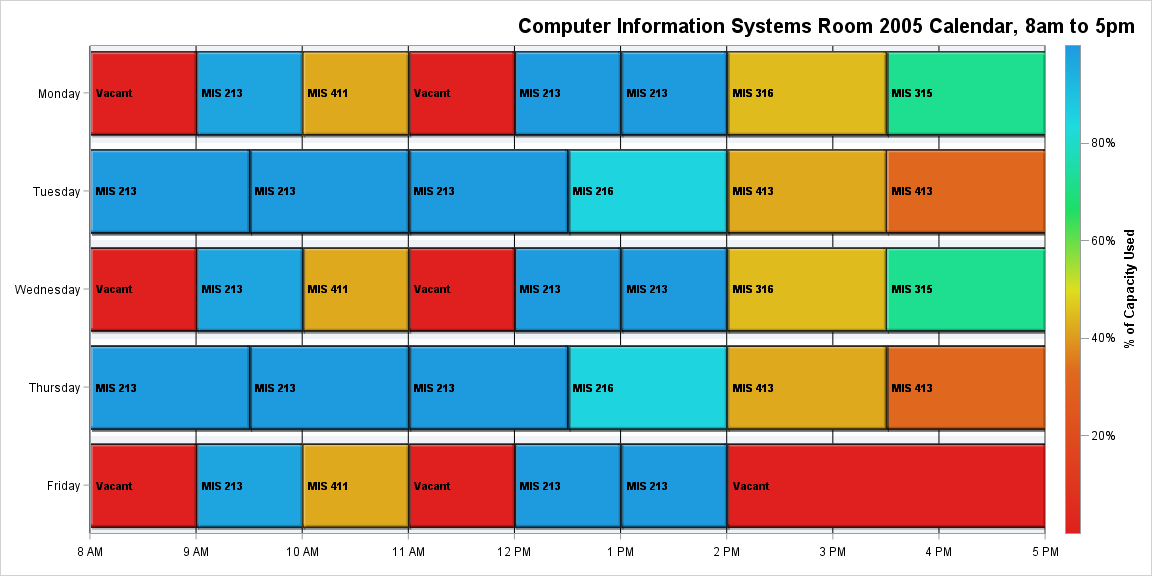 Computer Information Systems Room 2005 Calendar, 8am to 5pm
Monday
Vacant
MIS 213
MIS 411
Vacant
MIS 213
MIS 213
MIS 316
MIS 315
Tuesday
MIS 213
MIS 213
MIS 213
MIS 216
MIS 413
MIS 413
Wednesday
Vacant
MIS 213
MIS 411
Vacant
MIS 213
MIS 213
MIS 316
MIS 315
Thursday
MIS 213
MIS 213
MIS 213
MIS 216
MIS 413
MIS 413
Friday
Vacant
MIS 213
MIS 411
Vacant
MIS 213
MIS 213
Vacant
8 AM
9 AM
10 AM
11 AM
12 PM
1 PM
2 PM
3 PM
4 PM
5 PM
80%
60%
40%
20%
% of Capacity Used